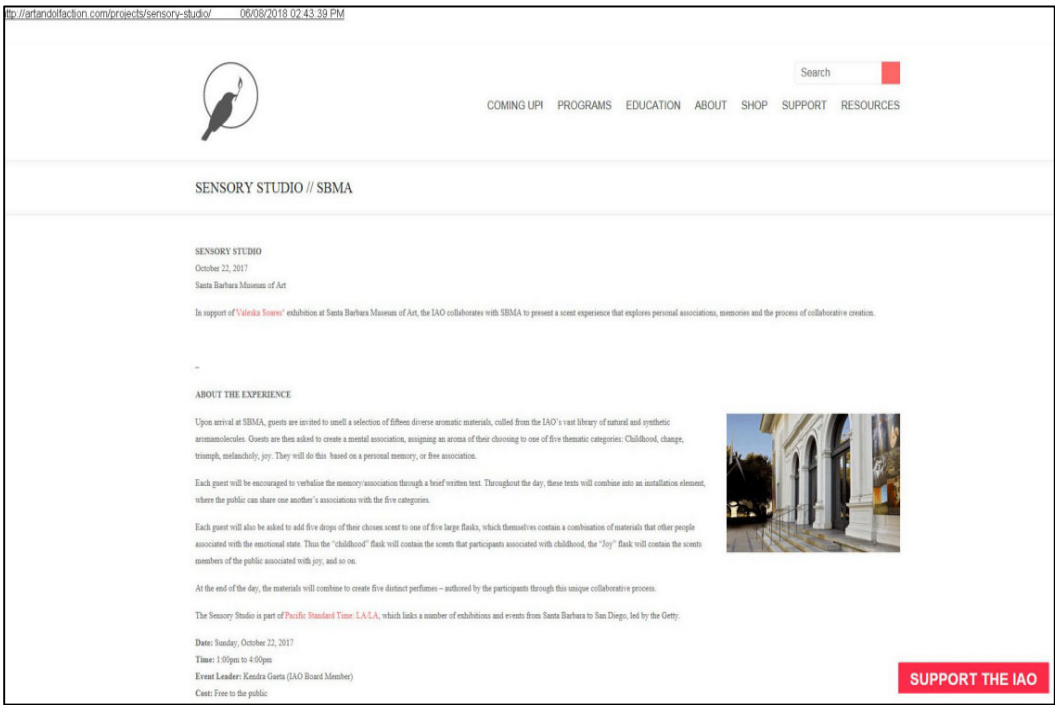 ttp://artandolfaction.com/projects/sensory-studio/ 06/08/2018 02:43:39 PM
Search
COMING UP! PROGRAMS EDUCATION ABOUT SHOP SUPPORT RESOURCES
SENSORY STUDIO // SBMA
SENSORY STUDIO
October 22, 2017
Santa Barbara Museum of Art
In support of Valeska Soares' exhibition at Santa Barbara Museum of Art, the IAO collaborates with SBMA to present a scent experience that explores personal associations, memories and the process of collaborative creation.
–
ABOUT THE EXPERIENCE
Upon arrival at SBMA, guests are invited to smell a selection of fifteen diverse aromatic materials, culled from the IAO's vast library of natural and synthetic
aromamolecules. Guests are then asked to create a mental association, assigning an aroma of their choosing to one of five thematic categories: Childhood, change,
triumph, melancholy, joy. They will do this based on a personal memory, or free association.
Each guest will be encouraged to verbalise the memory/association through a brief written text. Throughout the day, these texts will combine into an installation element,
where the public can share one another's associations with the five categories.
Each guest will also be asked to add five drops of their chosen scent to one of five large flasks, which themselves contain a combination of materials that other people
associated with the emotional state. Thus the "childhood" flask will contain the scents that participants associated with childhood, the "Joy" flask will contain the scents
members of the public associated with joy, and so on.
At the end of the day, the materials will combine to create five distinct perfumes – authored by the participants through this unique collaborative process.
The Sensory Studio is part of Pacific Standard Time: LA/LA, which links a number of exhibitions and events from Santa Barbara to San Diego, led by the Getty.
Date: Sunday, October 22, 2017
Time: 1:00pm to 4:00pm
Event Leader: Kendra Gaeta (IAO Board Member)
Cost: Free to the public
SUPPORT THE IAO